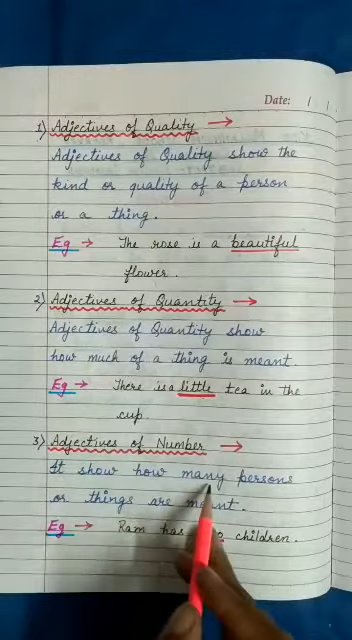 Date: / /
1) Adjectives of Quality →
Adjectives of Quality show the
kind or quality of a person
or a thing.
Eg → The rose is a beautiful
flower.
2) Adjectives of Quantity →
Adjectives of Quantity show
how much of a thing is meant.
Eg → There is a little tea in the
cup.
3) Adjectives of Number →
It show how many persons
or things are meant.
Eg → Ram has children.